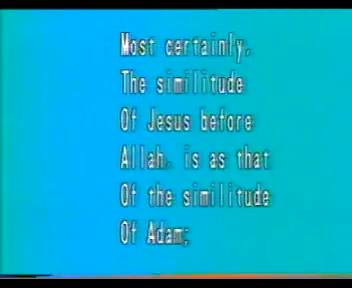 Most certainly.
The similitude
Of Jesus before
Allah. is as that
Of the similitude
Of Adam;